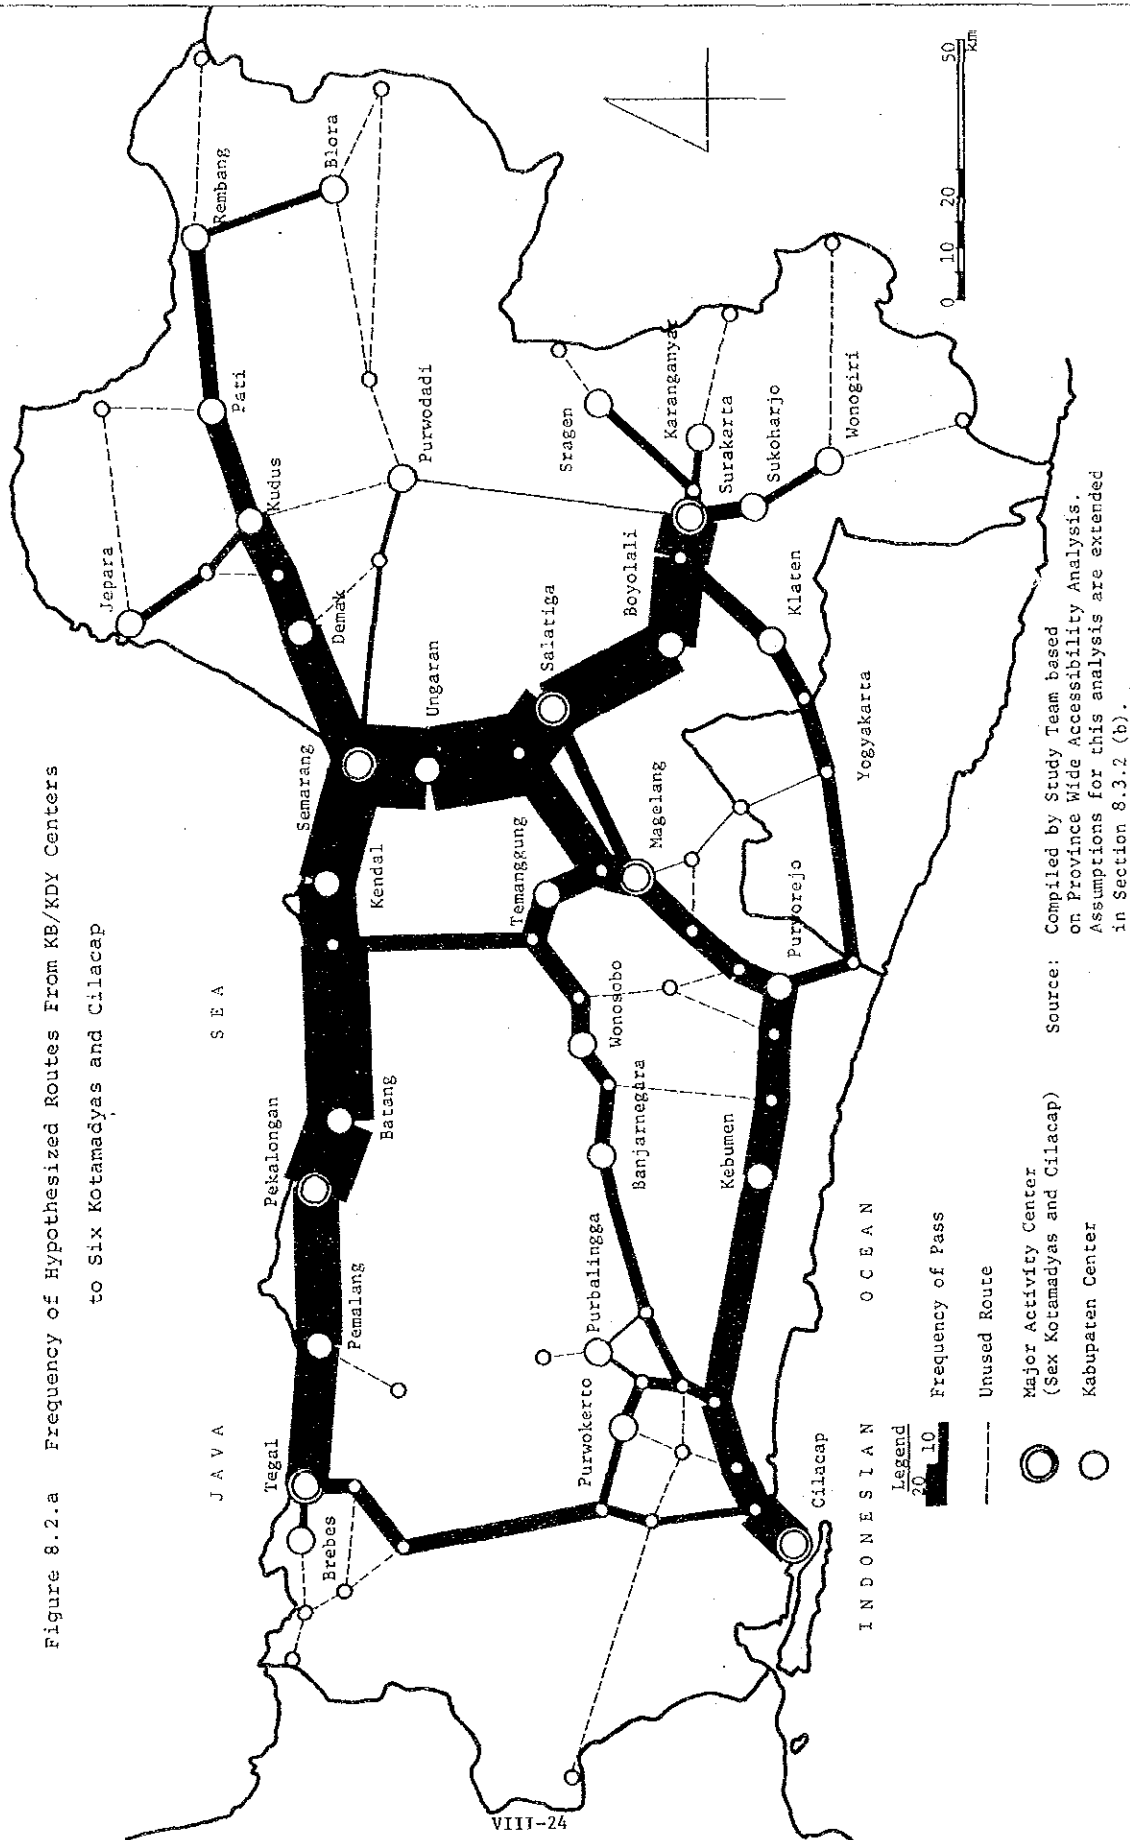 Figure 8.2.a Frequency of Hypothesized Routes From KB/KDY Centers
to Six Kotamadyas and Cilacap
J A V A
S E A
Tegal
Brebes
Pemalang
Pekalongan
Batang
Kendal
Semarang
Ungaran
Demak
Kudus
Jepara
Pati
Rembang
Blora
Purwodadi
Salatiga
Boyolali
Surakarta
Karanganyar
Sragen
Sukoharjo
Wonogiri
Klaten
Yogyakarta
Magelang
Temanggung
Wonosobo
Banjarnegara
Purbalingga
Purwokerto
Kebumen
Purworejo
Cilacap
I N D O N E S I A N
O C E A N
Legend
20 10
Frequency of Pass
Unused Route
Major Activity Center
(Sex Kotamadyas and Cilacap)
Kabupaten Center
Source: Compiled by Study Team based
on Province Wide Accessibility Analysis.
Assumptions for this analysis are extended
in Section 8.3.2 (b).
0 10 20 50
km
VIII-24